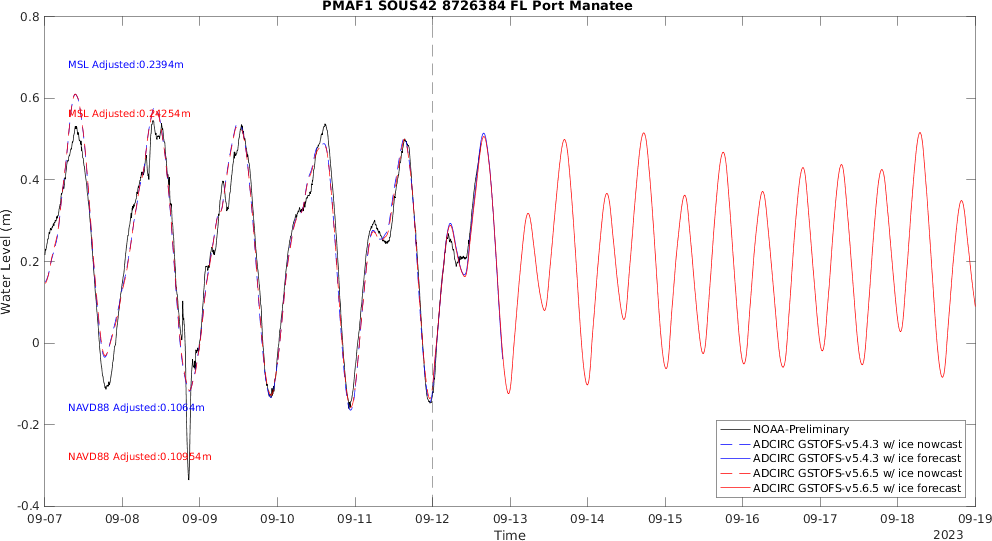 PMAF1 SOUS42 8726384 FL Port Manatee
0.8
0.6
0.4
0.2
0
-0.2
-0.4
Water Level (m)
MSL Adjusted:0.2394m
MSL Adjusted:0.24254m
NAVD88 Adjusted:0.1064m
NAVD88 Adjusted:0.10954m
NOAA-Preliminary
ADCIRC GSTOFS-v5.4.3 w/ ice nowcast
ADCIRC GSTOFS-v5.4.3 w/ ice forecast
ADCIRC GSTOFS-v5.6.5 w/ ice nowcast
ADCIRC GSTOFS-v5.6.5 w/ ice forecast
09-07 09-08 09-09 09-10 09-11 09-12 09-13 09-14 09-15 09-16 09-17 09-18 09-19
Time
2023